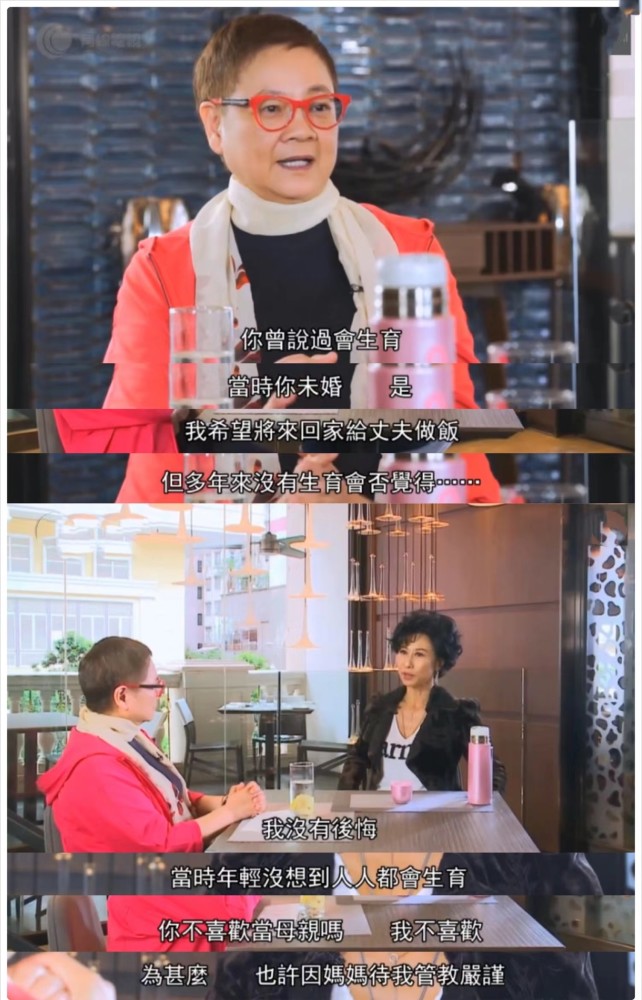 你曾說過會生育
當時你未婚 是
我希望將來回家給丈夫做飯
但多年來沒有生育會否覺得……
我沒有後悔
當時年輕沒想到人人都會生育
你不喜歡當母親嗎 我不喜歡
為甚麼 也許因媽媽待我管教嚴謹